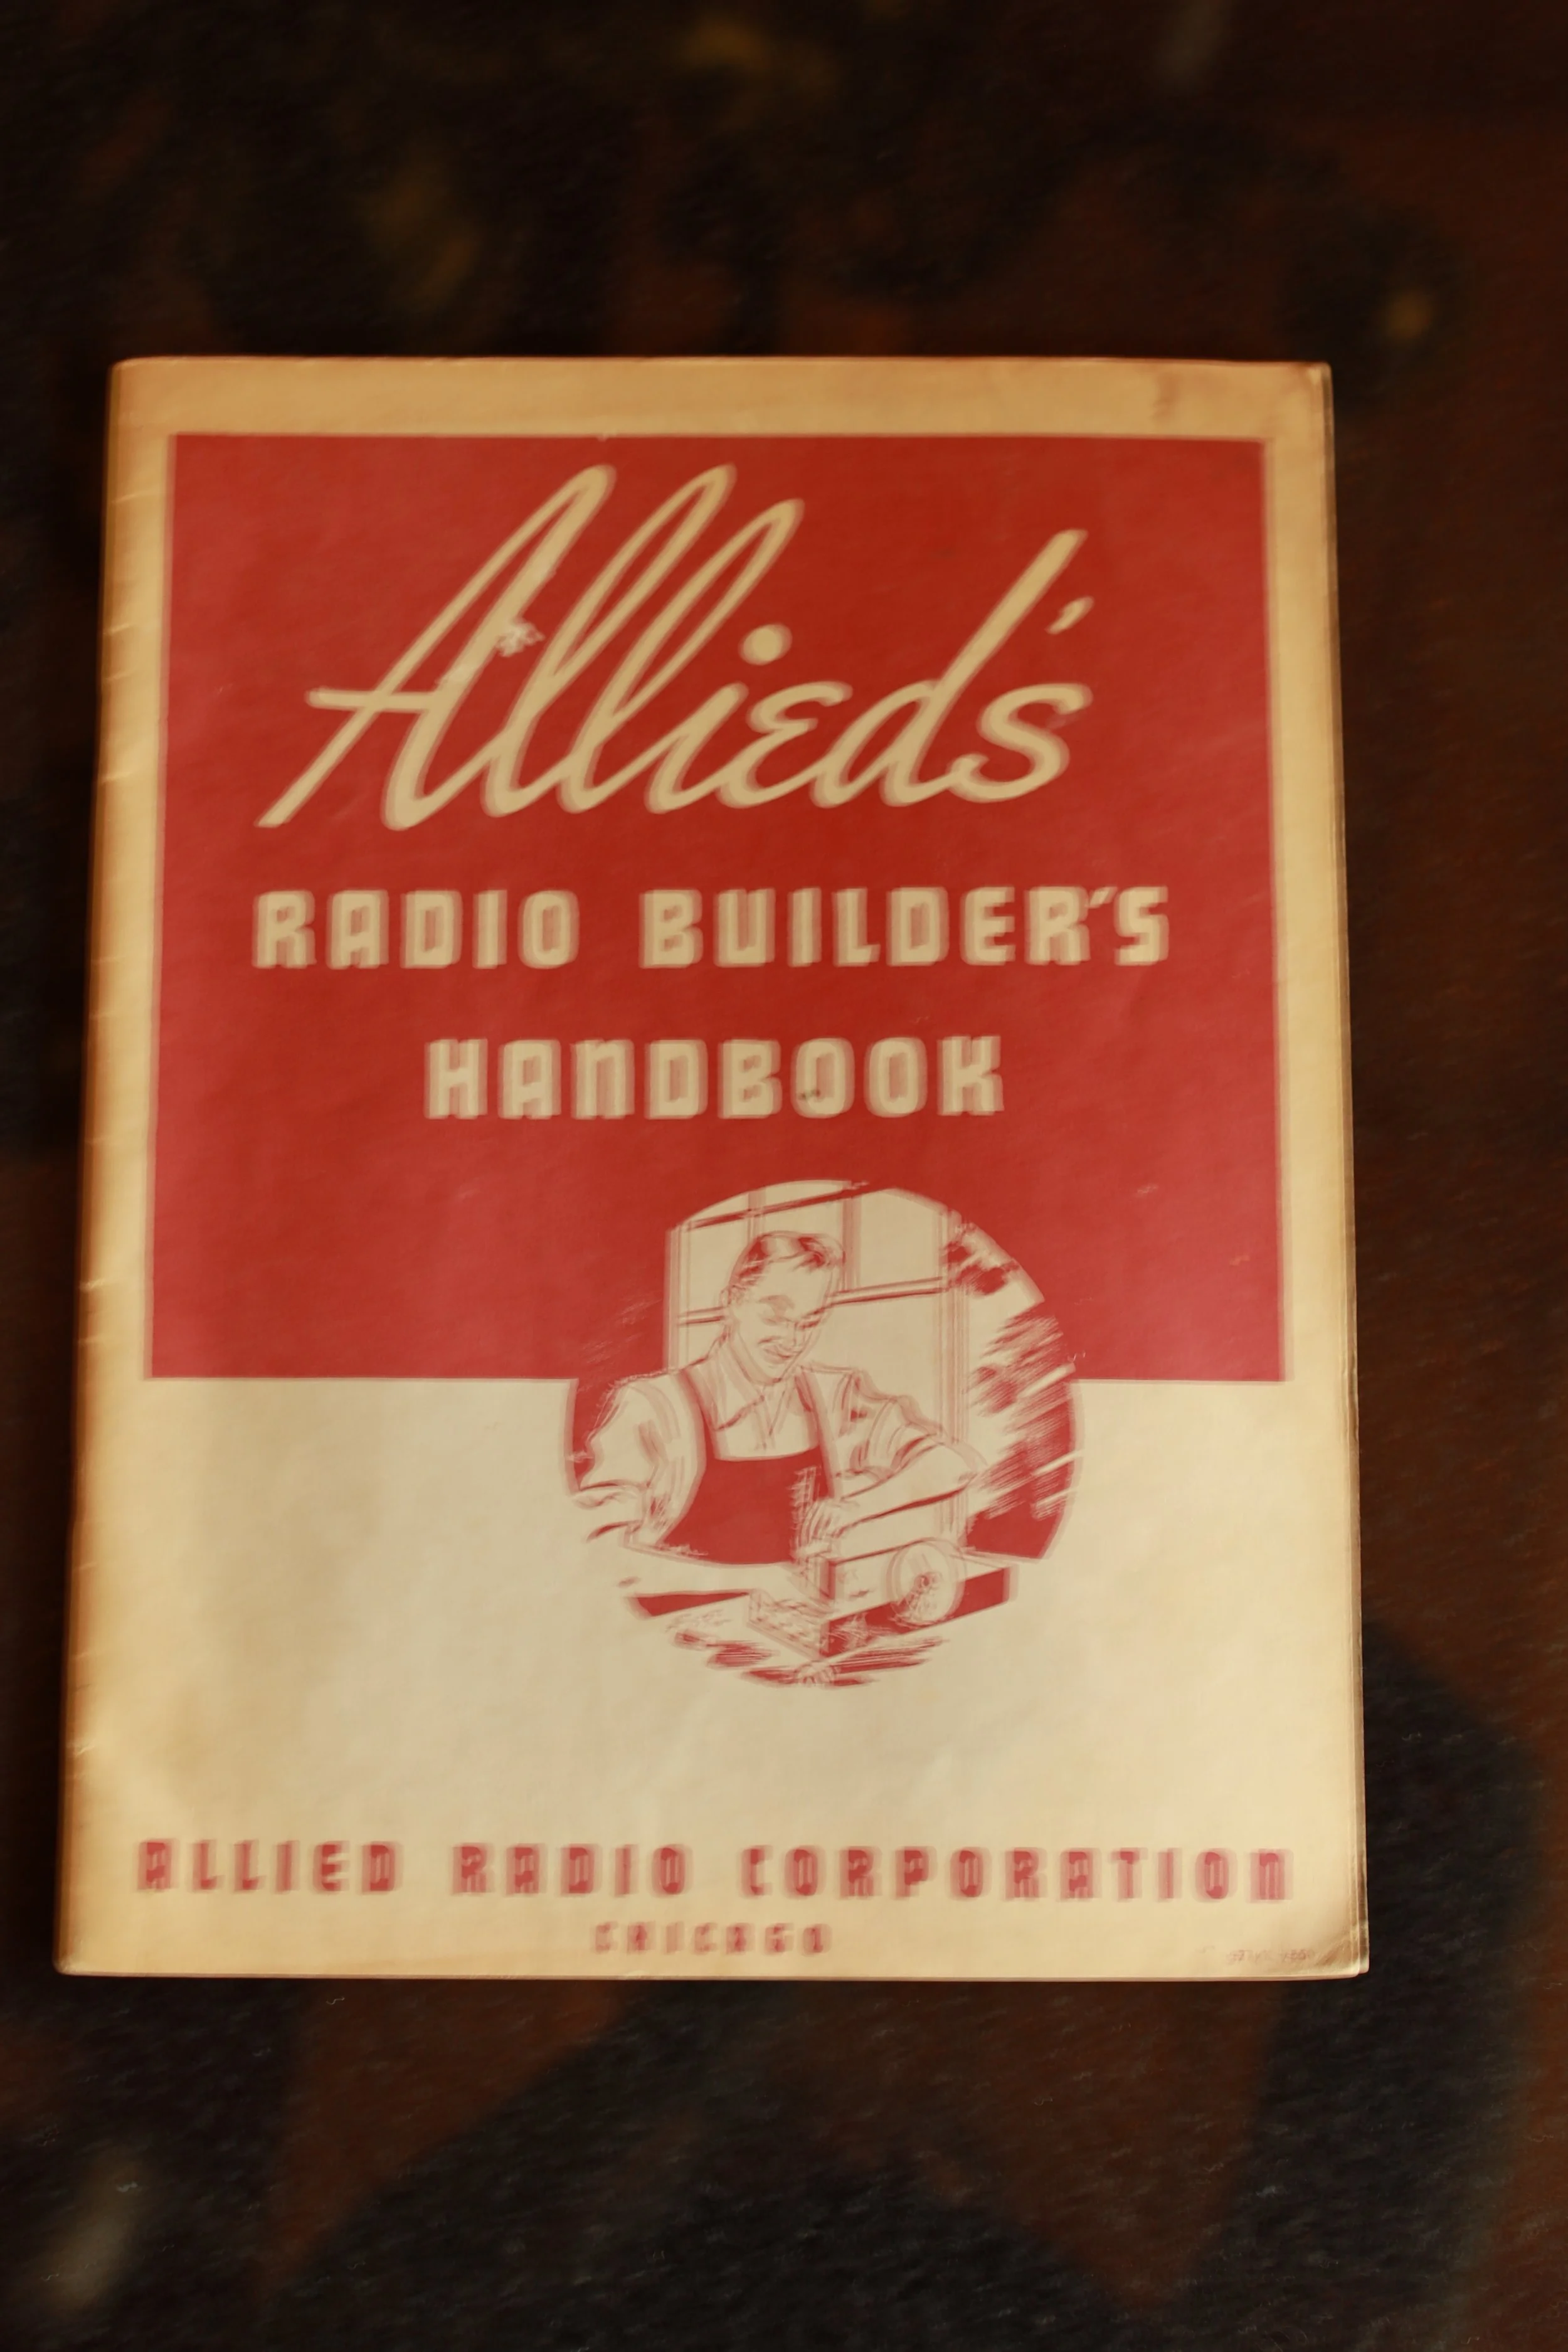 Allied's
RADIO BUILDER'S
HANDBOOK
ALLIED RADIO CORPORATION
CHICAGO